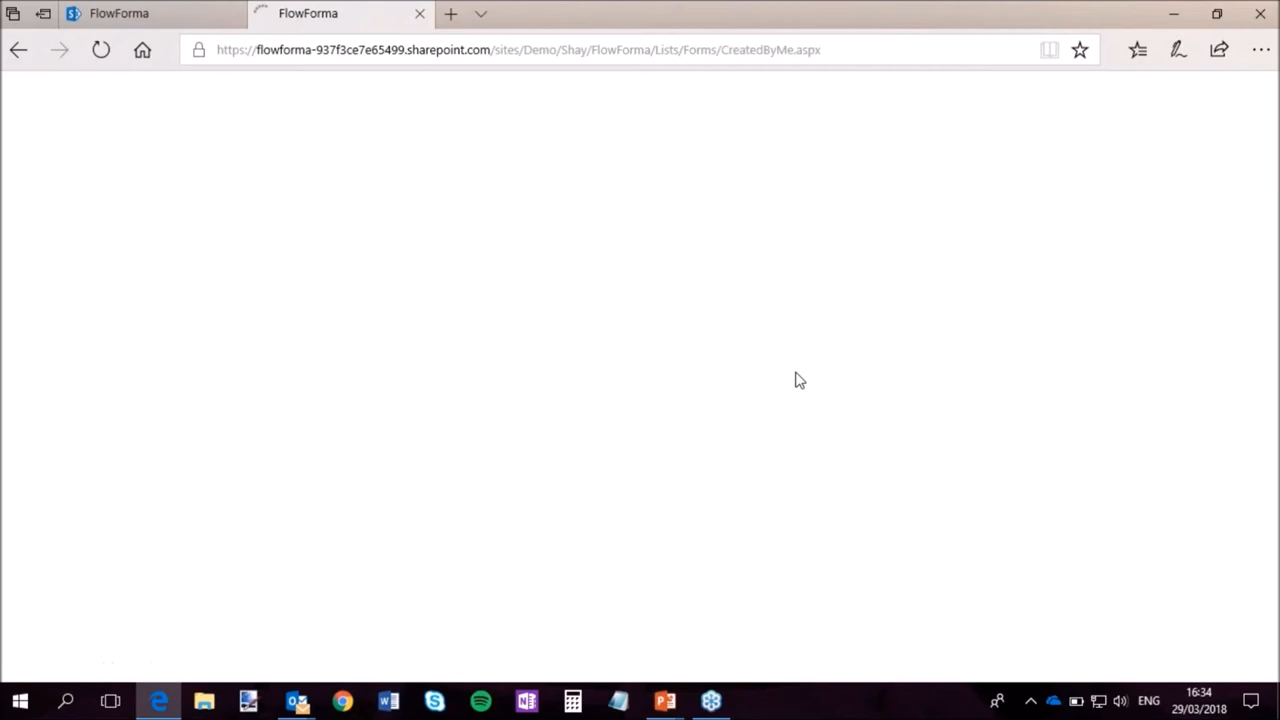 FlowForma
FlowForma
https://flowforma-937f3ce7e65499.sharepoint.com/sites/Demo/Shay/FlowForma/Lists/Forms/CreatedByMe.aspx
ENG
16:34
29/03/2018